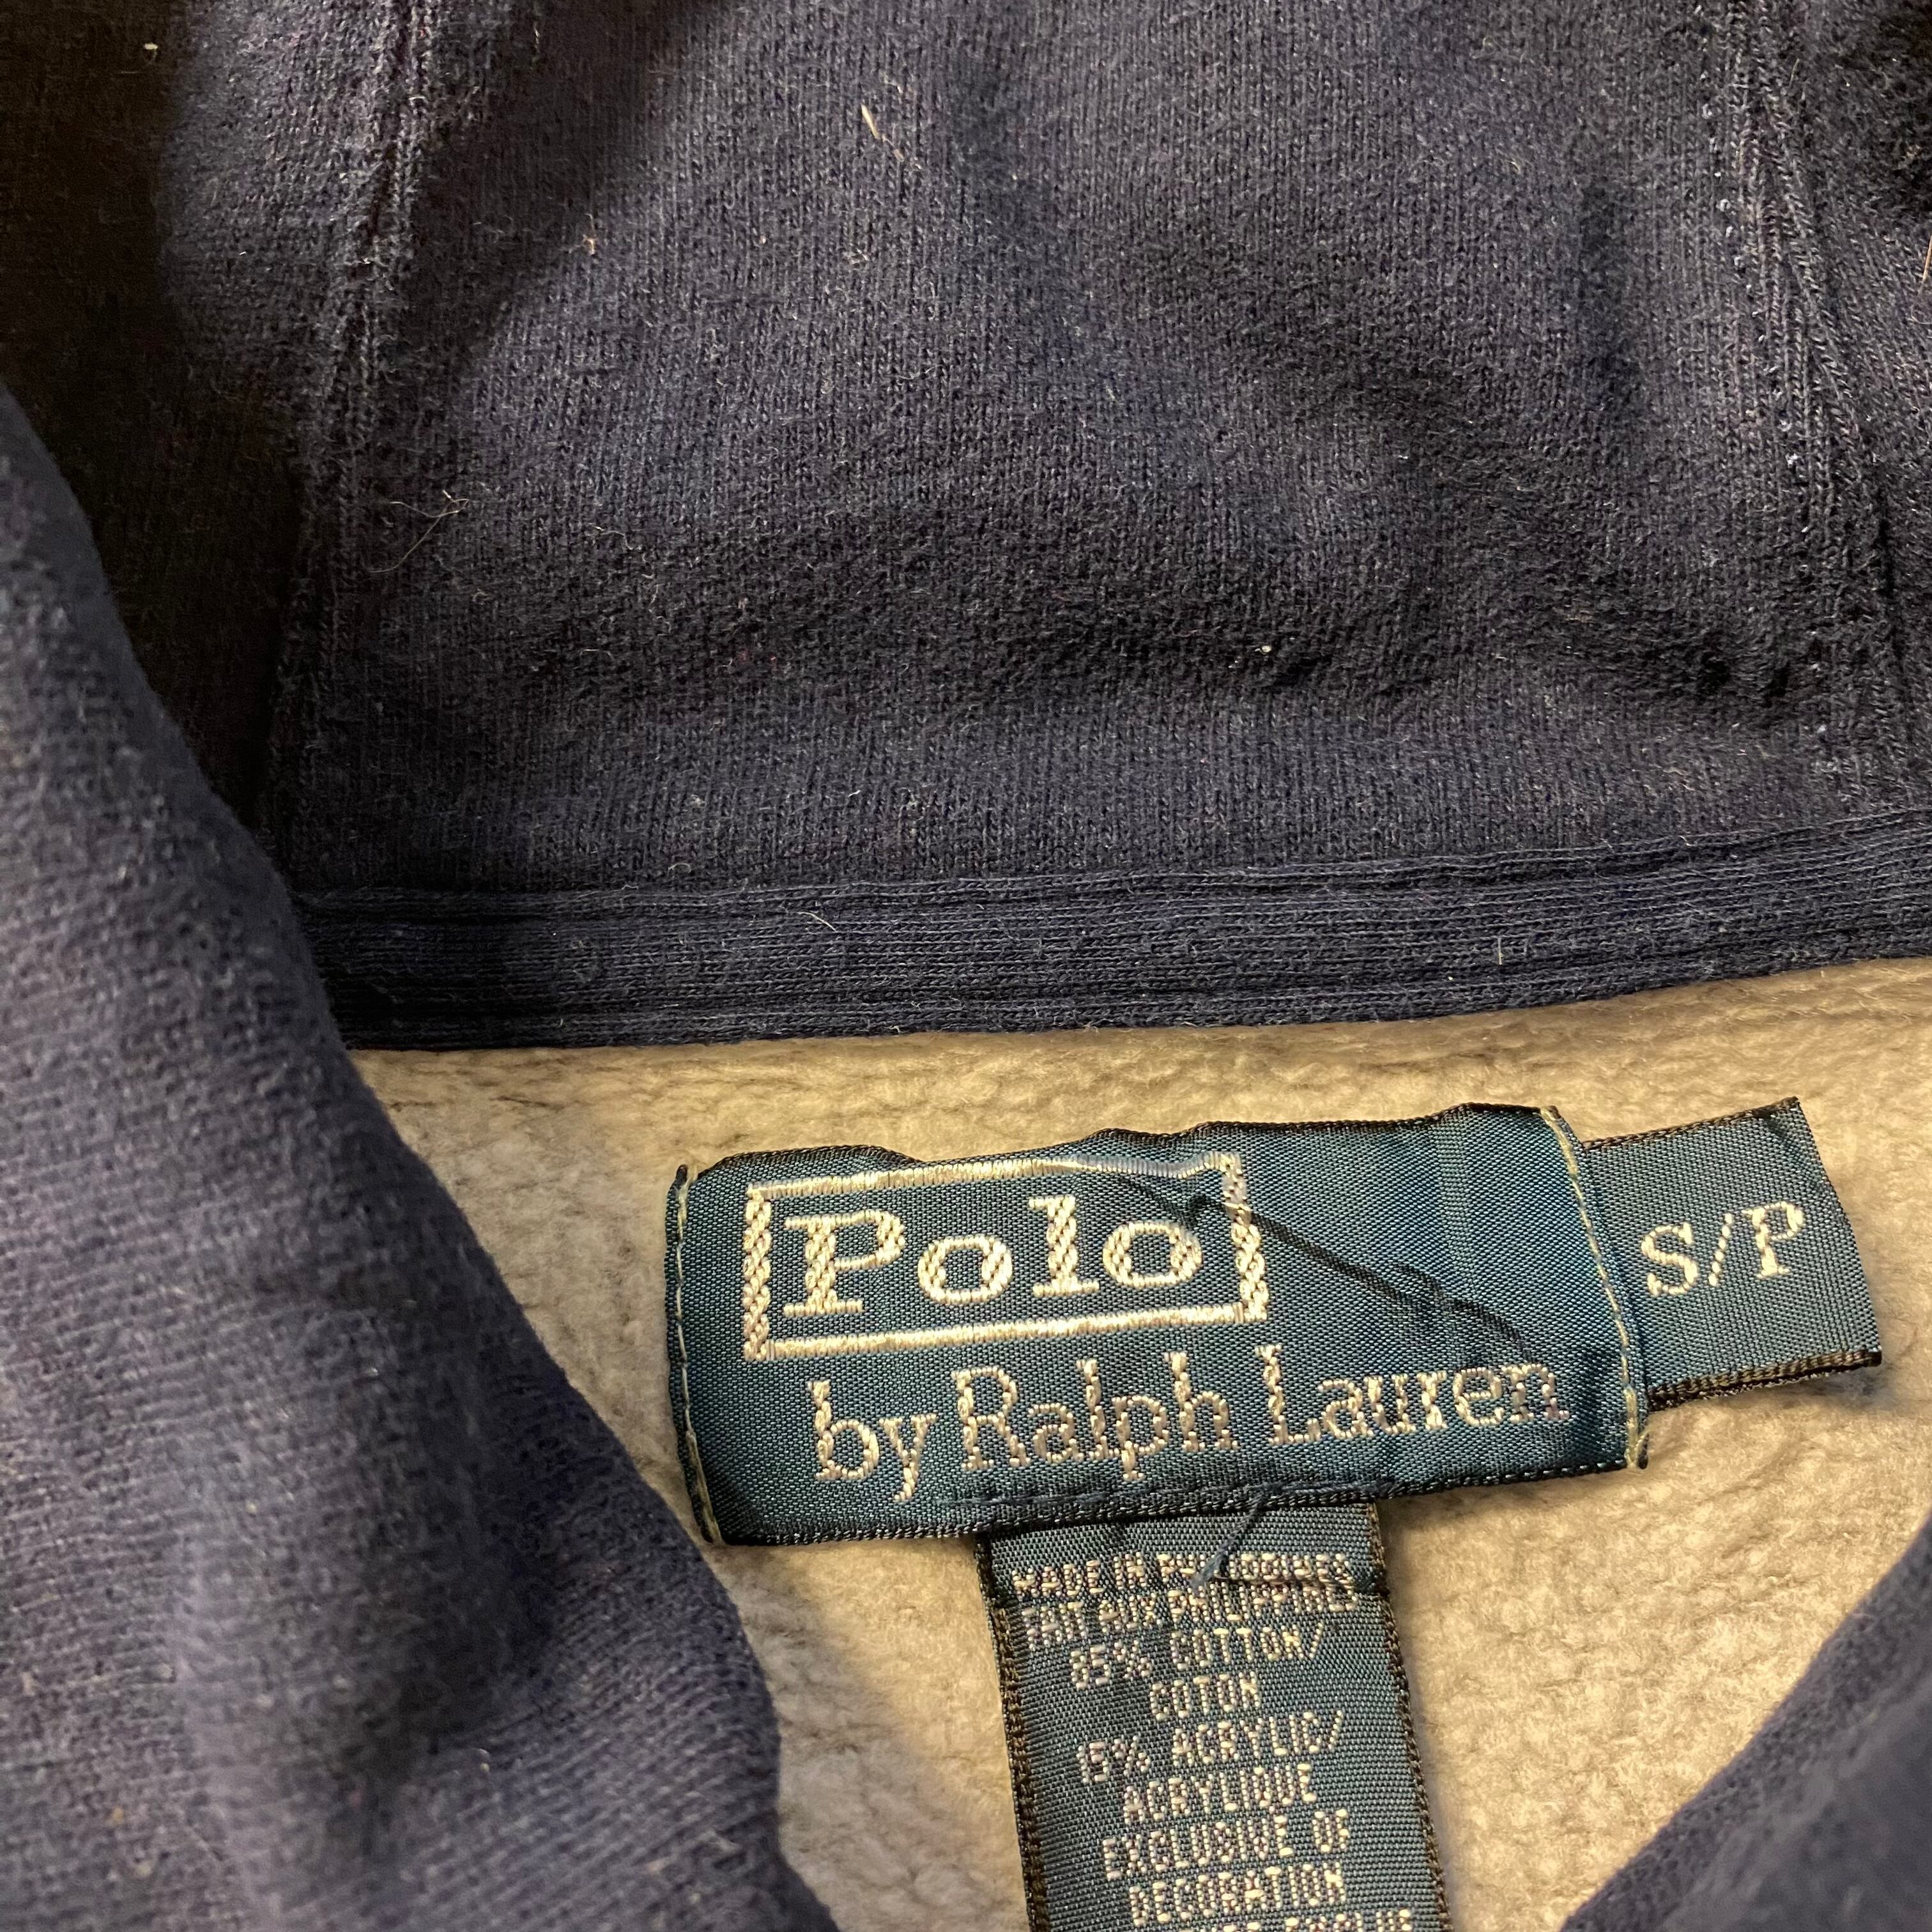 Polo
by Ralph Lauren
S/P
MADE IN PHILIPPINES
FAIT AUX PHILIPPINES
85% COTTON/
COTON
15% ACRYLIC/
ACRYLIQUE
EXCLUSIVE OF
DECORATION